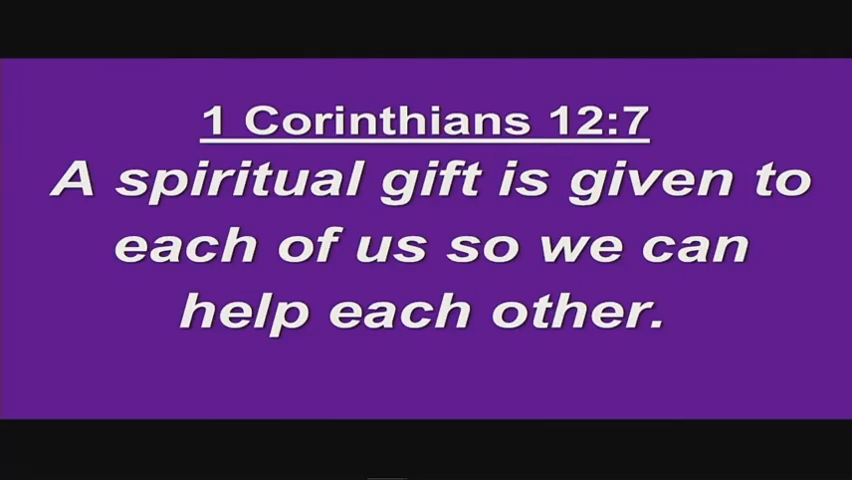 1 Corinthians 12:7
A spiritual gift is given to
each of us so we can
help each other.